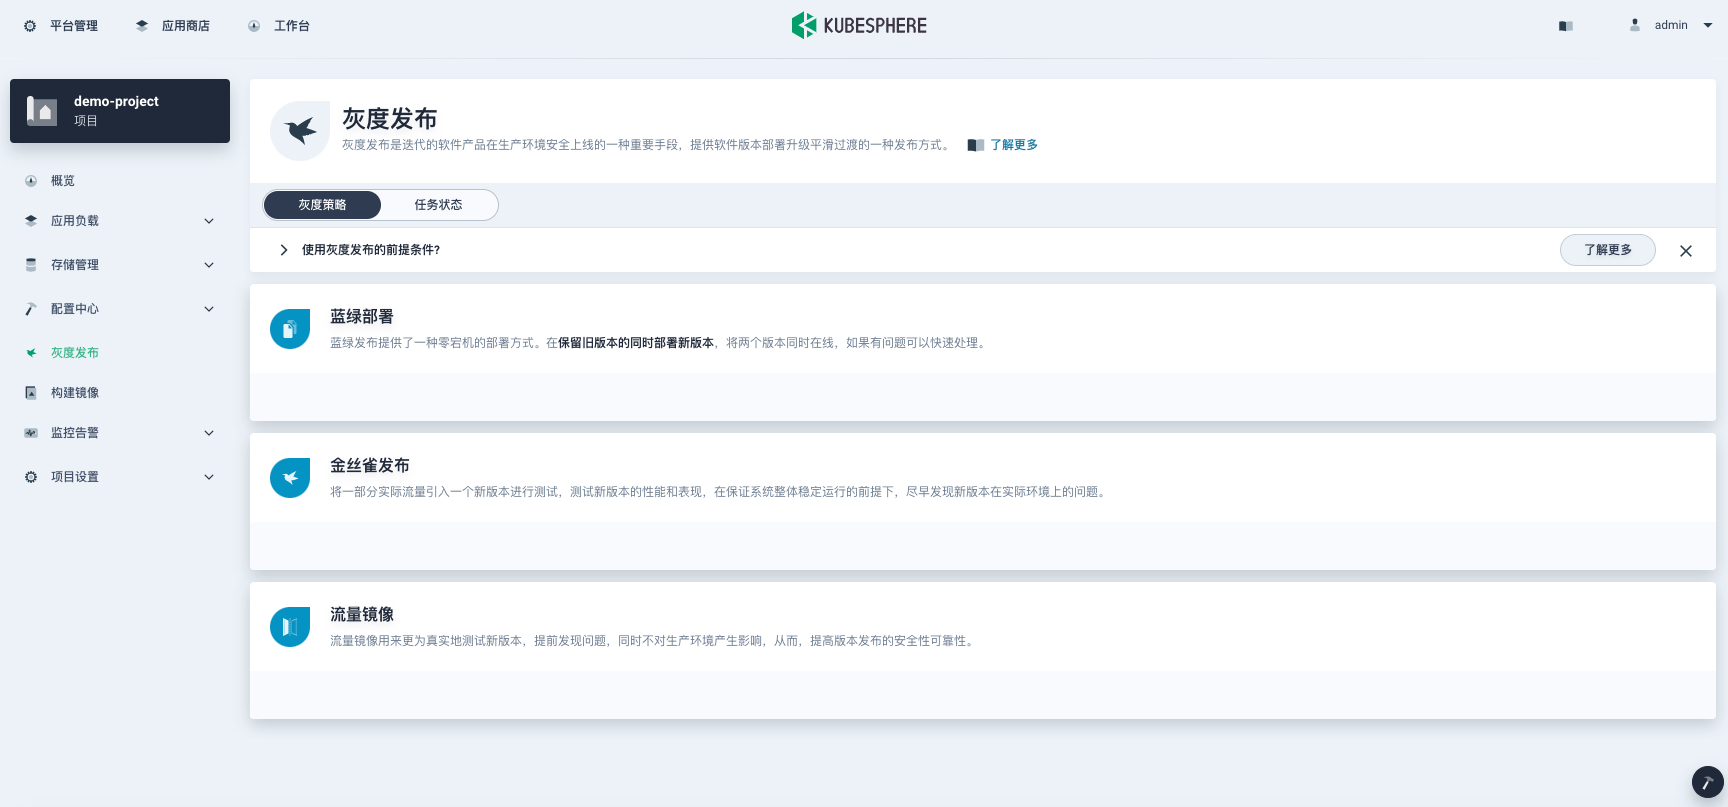 平台管理
应用商店
工作台
KUBESPHERE
admin
demo-project
项目
概览
应用负载
存储管理
配置中心
灰度发布
构建镜像
监控告警
项目设置
灰度发布
灰度发布是迭代的软件产品在生产环境安全上线的一种重要手段，提供软件版本部署升级平滑过渡的一种发布方式。 了解更多
灰度策略
任务状态
使用灰度发布的前提条件?
了解更多
蓝绿部署
蓝绿发布提供了一种零宕机的部署方式。在保留旧版本的同时部署新版本，将两个版本同时在线，如果有问题可以快速处理。
金丝雀发布
将一部分实际流量引入一个新版本进行测试，测试新版本的性能和表现，在保证系统整体稳定运行的前提下，尽早发现新版本在实际环境上的问题。
流量镜像
流量镜像用来更为真实地测试新版本，提前发现问题，同时不对生产环境产生影响，从而，提高版本发布的安全性可靠性。